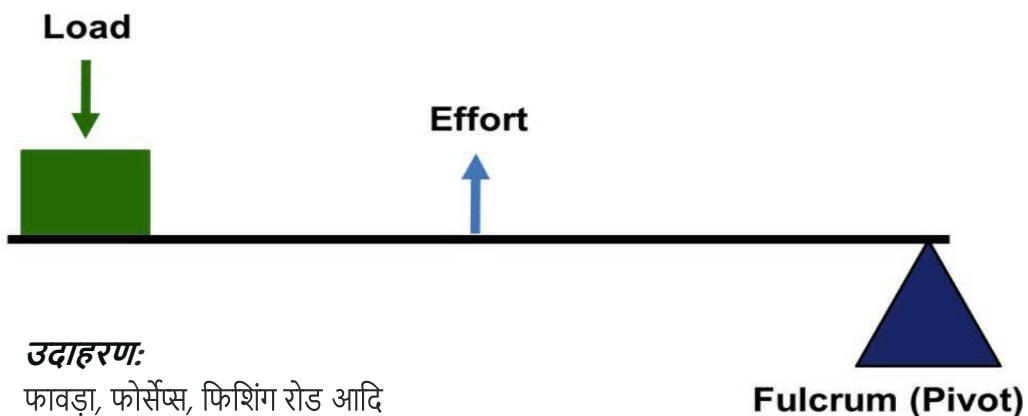 Load
Effort
उदाहरण:
फावड़ा, फोर्सेप्स, फिशिंग रोड आदि
Fulcrum (Pivot)